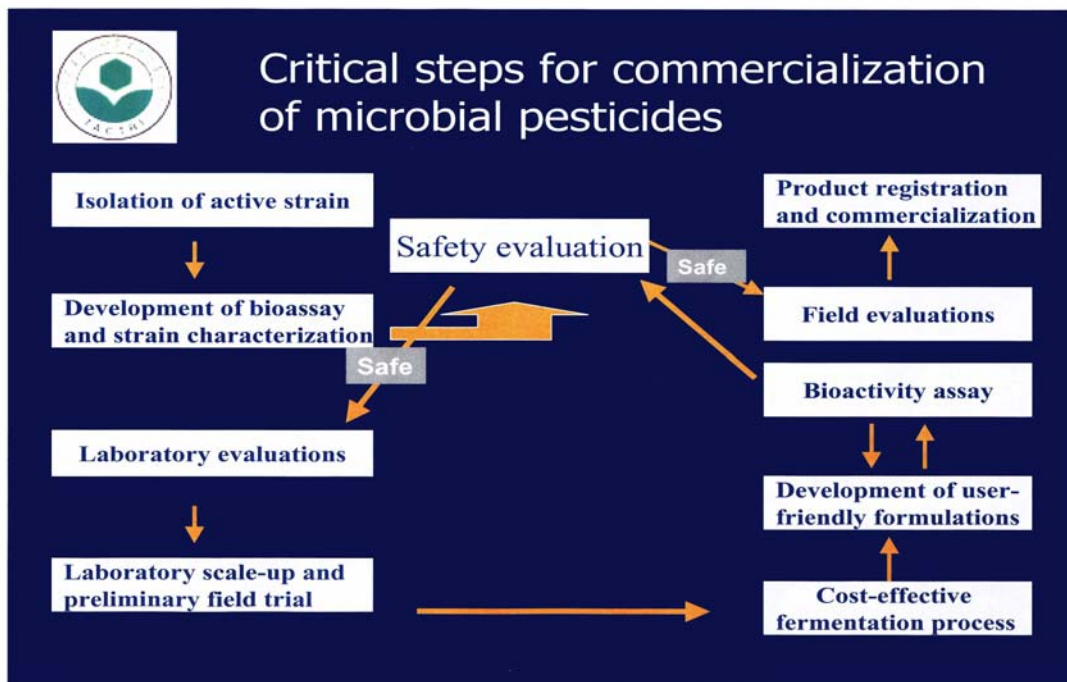 Critical steps for commercialization
of microbial pesticides
Isolation of active strain
Development of bioassay
and strain characterization
Laboratory evaluations
Laboratory scale-up and
preliminary field trial
Safety evaluation
Safe
Safe
Product registration
and commercialization
Field evaluations
Bioactivity assay
Development of user-
friendly formulations
Cost-effective
fermentation process